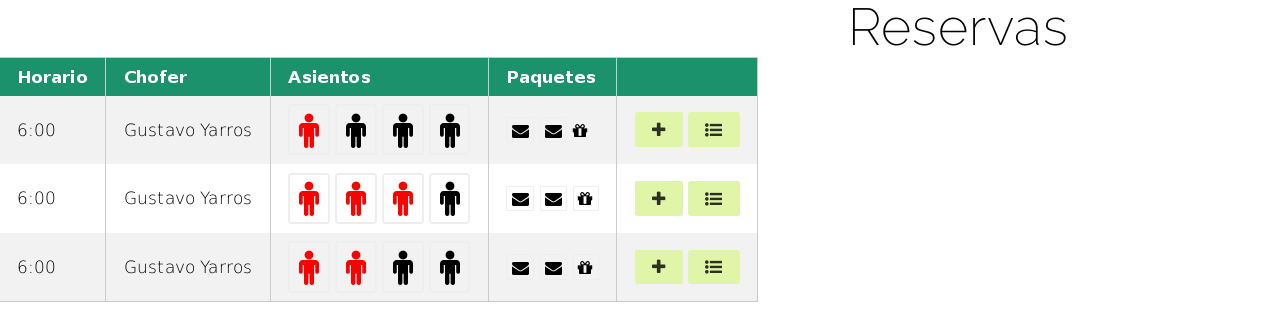 Reservas
Horario Chofer Asientos Paquetes
6:00 Gustavo Yarros
6:00 Gustavo Yarros
6:00 Gustavo Yarros